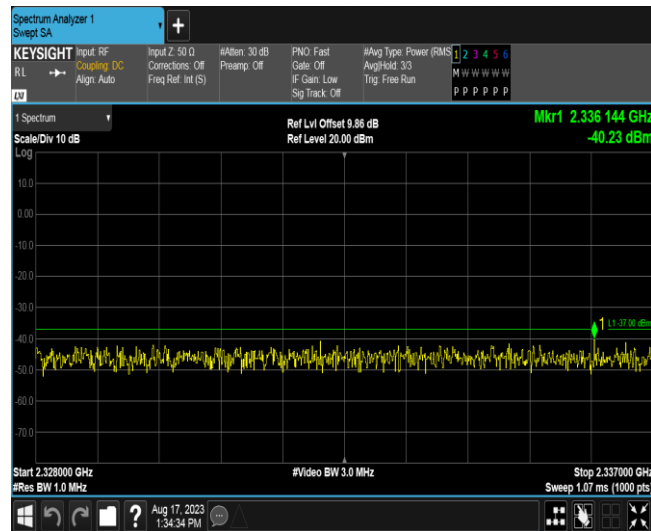 Spectrum Analyzer 1
Swept SA
+
KEYSIGHT
RL
LXI
Input: RF
Coupling: DC
Align: Auto
Input Z: 50 Ω
Corrections: Off
Freq Ref: Int (S)
#Atten: 30 dB
Preamp: Off
PNO: Fast
Gate: Off
IF Gain: Low
Sig Track: Off
#Avg Type: Power (RMS
Avg|Hold: 3/3
Trig: Free Run
1 2 3 4 5 6
M W W W W W
P P P P P P
1 Spectrum
Scale/Div 10 dB
Log
Ref Lvl Offset 9.86 dB
Ref Level 20.00 dBm
Mkr1 2.336 144 GHz
-40.23 dBm
10.0
0.00
-10.0
-20.0
-30.0
-40.0
-50.0
-60.0
-70.0
1
L1 -37.00 dBm
Start 2.328000 GHz
#Res BW 1.0 MHz
#Video BW 3.0 MHz
Stop 2.337000 GHz
Sweep 1.07 ms (1000 pts)
?
Aug 17, 2023
1:34:34 PM